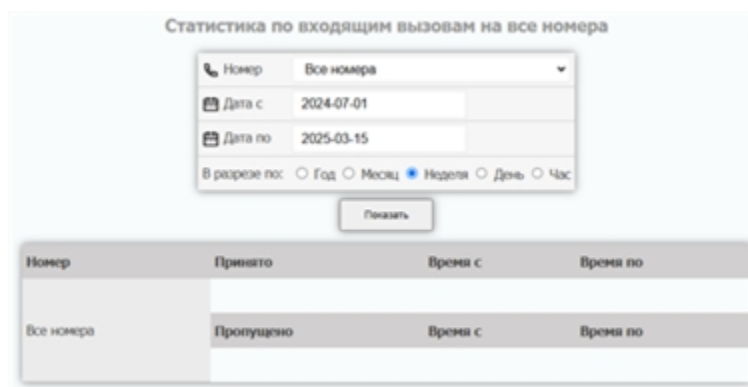 Статистика по входящим вызовам на все номера
Номер Все номера
Дата с 2024-07-01
Дата по 2025-03-15
В разрезе по: Год Месяц Неделя День Час
Показать
Номер Принято Время с Время по
Все номера
Пропущено Время с Время по